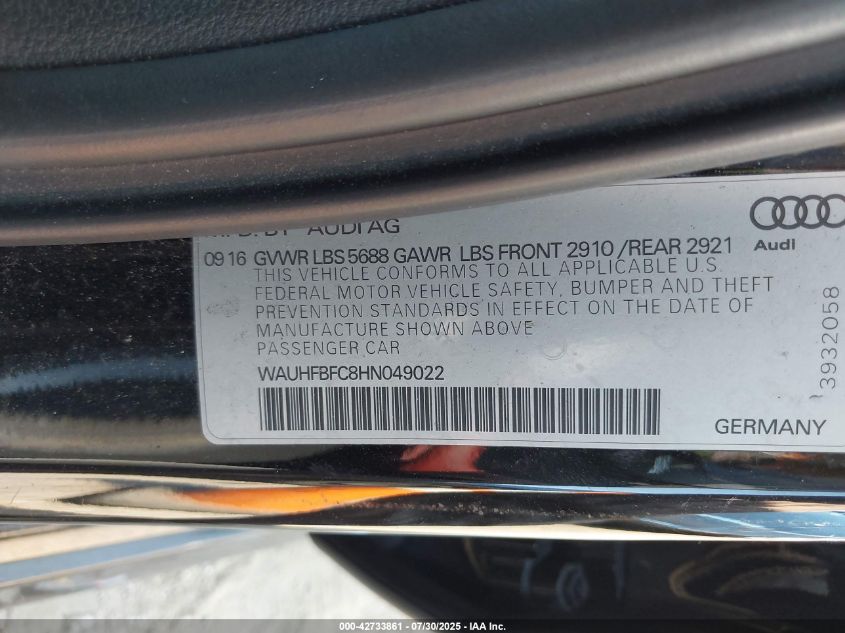 MFD. BY AUDI AG
09 16 GVWR LBS 5688 GAWR LBS FRONT 2910 /REAR 2921
THIS VEHICLE CONFORMS TO ALL APPLICABLE U.S.
FEDERAL MOTOR VEHICLE SAFETY, BUMPER AND THEFT
PREVENTION STANDARDS IN EFFECT ON THE DATE OF
MANUFACTURE SHOWN ABOVE
PASSENGER CAR
WAUHFBFC8HN049022
GERMANY
Audi
3932058
000-42733861 - 07/30/2025 - IAA Inc.